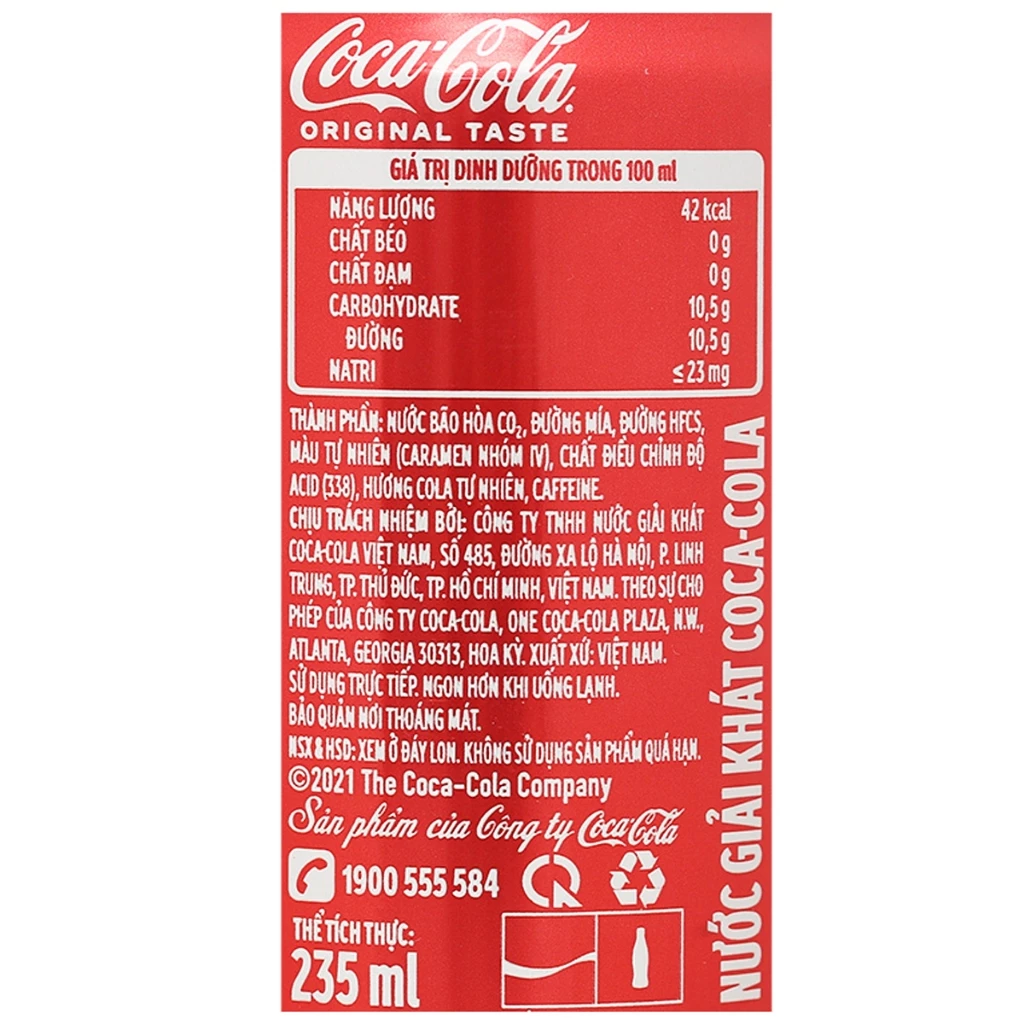 Coca-Cola®
ORIGINAL TASTE
GIÁ TRỊ DINH DƯỠNG TRONG 100 ml
NĂNG LƯỢNG 42 kcal
CHẤT BÉO 0 g
CHẤT ĐẠM 0 g
CARBOHYDRATE 10,5 g
ĐƯỜNG 10,5 g
NATRI ≤ 23 mg
THÀNH PHẦN: NƯỚC BÃO HÒA CO₂, ĐƯỜNG MÍA, ĐƯỜNG HFCS,
MÀU TỰ NHIÊN (CARAMEN NHÓM IV), CHẤT ĐIỀU CHỈNH ĐỘ
ACID (338), HƯƠNG COLA TỰ NHIÊN, CAFFEINE.
CHỊU TRÁCH NHIỆM BỞI: CÔNG TY TNHH NƯỚC GIẢI KHÁT
COCA-COLA VIỆT NAM, SỐ 485, ĐƯỜNG XA LỘ HÀ NỘI, P. LINH
TRUNG, TP. THỦ ĐỨC, TP. HỒ CHÍ MINH, VIỆT NAM. THEO SỰ CHO
PHÉP CỦA CÔNG TY COCA-COLA, ONE COCA-COLA PLAZA, N.W.,
ATLANTA, GEORGIA 30313, HOA KỲ. XUẤT XỨ: VIỆT NAM.
SỬ DỤNG TRỰC TIẾP. NGON HƠN KHI UỐNG LẠNH.
BẢO QUẢN NƠI THOÁNG MÁT.
NSX & HSD: XEM Ở ĐÁY LON. KHÔNG SỬ DỤNG SẢN PHẨM QUÁ HẠN.
©2021 The Coca-Cola Company
Sản phẩm của Công ty Coca-Cola
1900 555 584
THỂ TÍCH THỰC:
235 ml
NƯỚC GIẢI KHÁT COCA-COLA